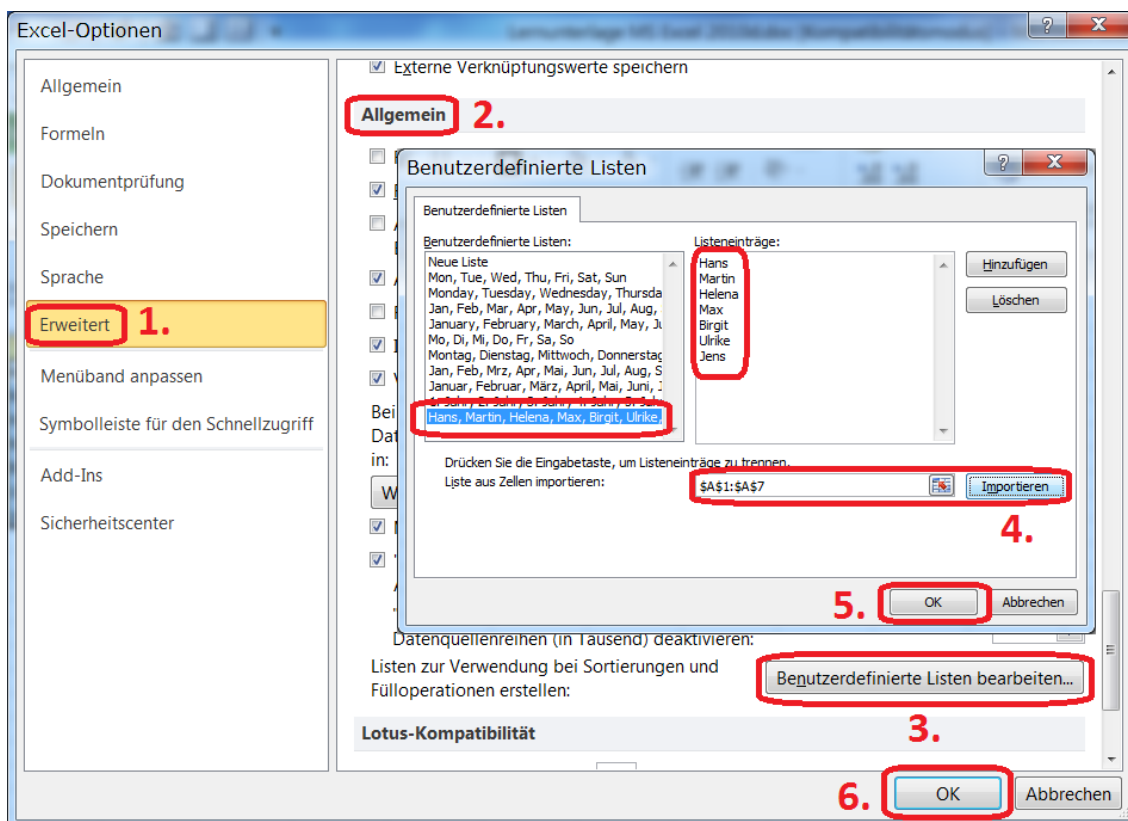 Excel-Optionen
Allgemein
Formeln
Dokumentprüfung
Speichern
Sprache
Erweitert 1.
Menüband anpassen
Symbolleiste für den Schnellzugriff
Add-Ins
Sicherheitscenter
Externe Verknüpfungswerte speichern
Allgemein 2.
Benutzerdefinierte Listen
Benutzerdefinierte Listen
Benutzerdefinierte Listen:
Neue Liste
Mon, Tue, Wed, Thu, Fri, Sat, Sun
Monday, Tuesday, Wednesday, Thursda
Jan, Feb, Mar, Apr, May, Jun, Jul, Aug,
January, February, March, April, May, Ju
Mo, Di, Mi, Do, Fr, Sa, So
Montag, Dienstag, Mittwoch, Donnerstag
Jan, Feb, Mrz, Apr, Mai, Jun, Jul, Aug, S
Januar, Februar, März, April, Mai, Juni, J
Hans, Martin, Helena, Max, Birgit, Ulrike,
Listeneinträge:
Hans
Martin
Helena
Max
Birgit
Ulrike
Jens
Hinzufügen
Löschen
Drücken Sie die Eingabetaste, um Listeneinträge zu trennen.
Liste aus Zellen importieren:
$A$1:$A$7
Importieren
4.
5.
OK
Abbrechen
Bei
Dat
in:
W
Datenquellenreihen (in Tausend) deaktivieren:
Listen zur Verwendung bei Sortierungen und
Fülloperationen erstellen:
Benutzerdefinierte Listen bearbeiten...
3.
Lotus-Kompatibilität
6.
OK
Abbrechen